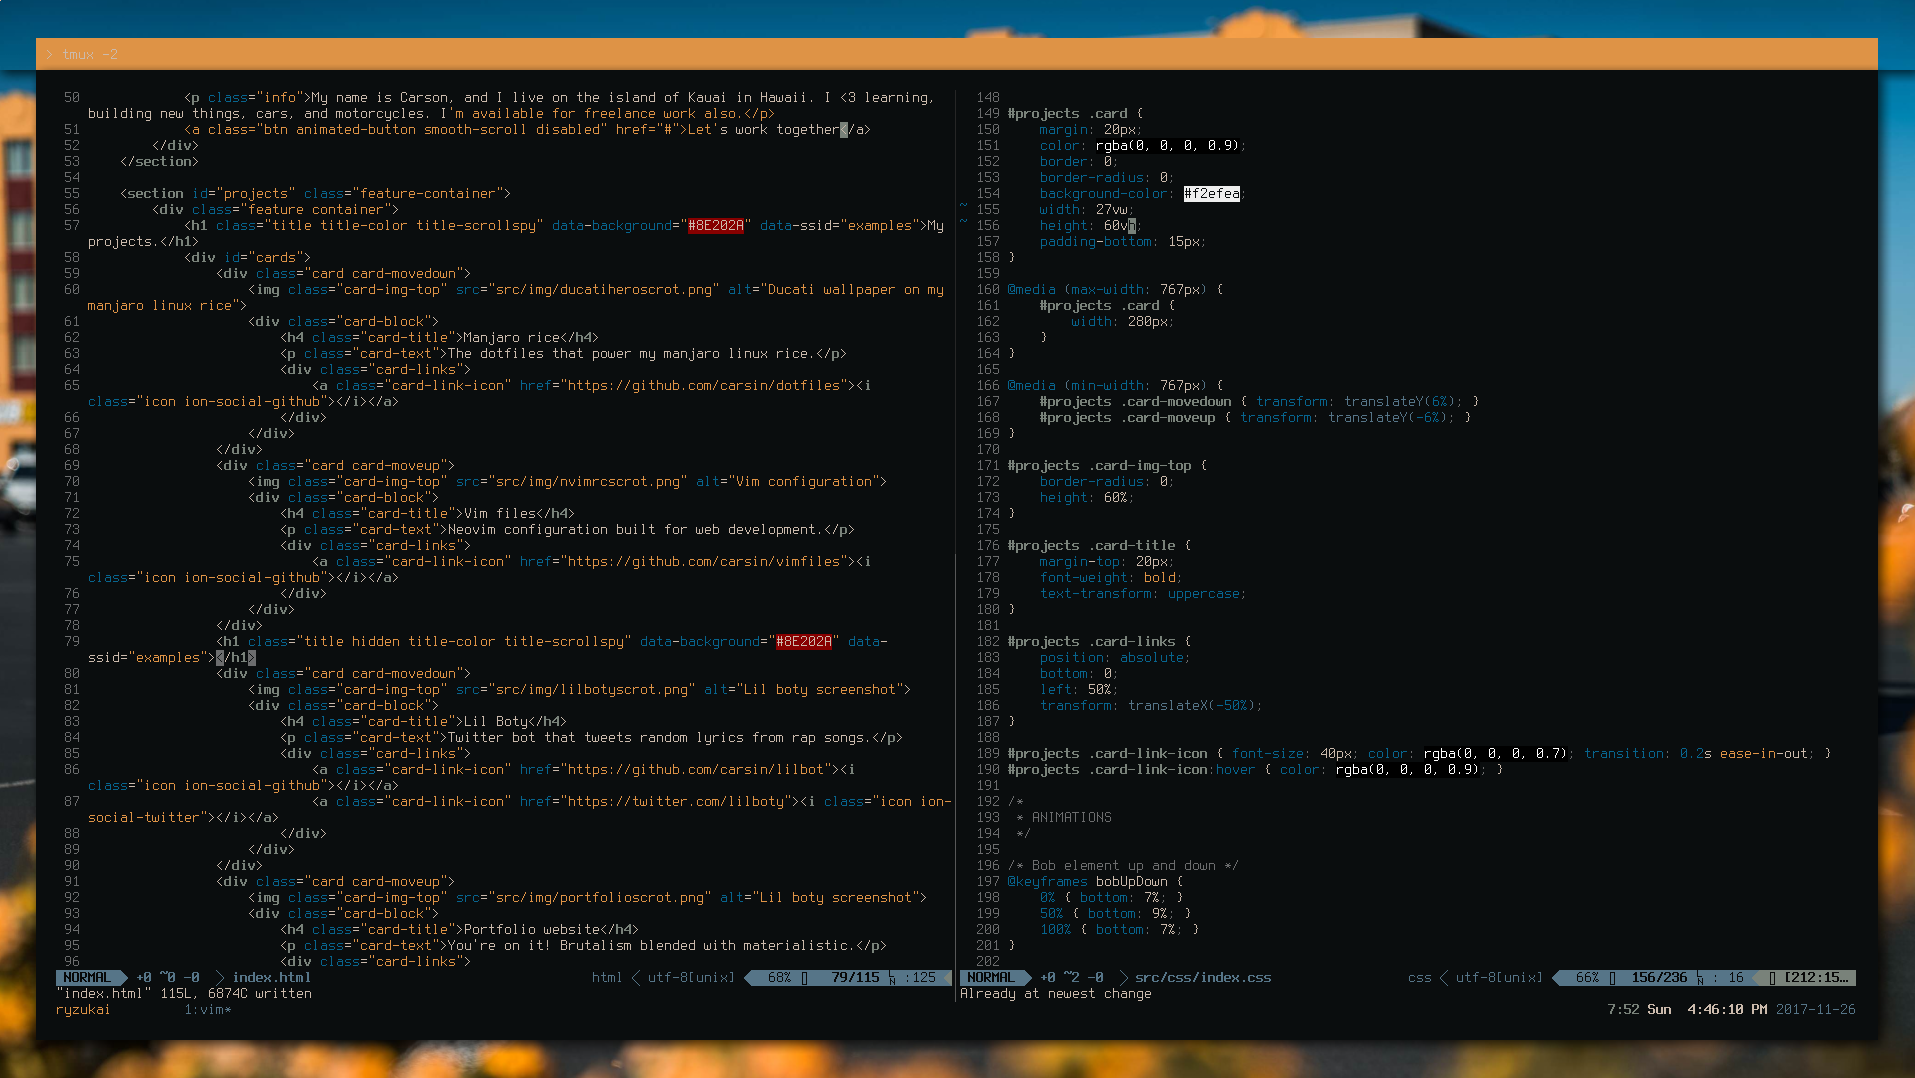 > tmux -2
50             <p class="info">My name is Carson, and I live on the island of Kauai in Hawaii. I <3 learning,
building new things, cars, and motorcycles. I'm available for freelance work also.</p>
51             <a class="btn animated-button smooth-scroll disabled" href="#">Let's work together</a>
52         </div>
53     </section>
54
55     <section id="projects" class="feature-container">
56         <div class="feature container">
57             <h1 class="title title-color title-scrollspy" data-background="#8E202A" data-ssid="examples">My
projects.</h1>
58             <div id="cards">
59                 <div class="card card-movedown">
60                     <img class="card-img-top" src="src/img/ducatiheroscrot.png" alt="Ducati wallpaper on my
manjaro linux rice">
61                     <div class="card-block">
62                         <h4 class="card-title">Manjaro rice</h4>
63                         <p class="card-text">The dotfiles that power my manjaro linux rice.</p>
64                         <div class="card-links">
65                             <a class="card-link-icon" href="https://github.com/carsin/dotfiles"><i
class="icon ion-social-github"></i></a>
66                         </div>
67                     </div>
68                 </div>
69                 <div class="card card-moveup">
70                     <img class="card-img-top" src="src/img/nvimrcscrot.png" alt="Vim configuration">
71                     <div class="card-block">
72                         <h4 class="card-title">Vim files</h4>
73                         <p class="card-text">Neovim configuration built for web development.</p>
74                         <div class="card-links">
75                             <a class="card-link-icon" href="https://github.com/carsin/vimfiles"><i
class="icon ion-social-github"></i></a>
76                         </div>
77                     </div>
78                 </div>
79                 <h1 class="title hidden title-color title-scrollspy" data-background="#8E202A" data-
ssid="examples"></h1>
80                 <div class="card card-movedown">
81                     <img class="card-img-top" src="src/img/lilbotyscrot.png" alt="Lil boty screenshot">
82                     <div class="card-block">
83                         <h4 class="card-title">Lil Boty</h4>
84                         <p class="card-text">Twitter bot that tweets random lyrics from rap songs.</p>
85                         <div class="card-links">
86                             <a class="card-link-icon" href="https://github.com/carsin/lilbot"><i
class="icon ion-social-github"></i></a>
87                             <a class="card-link-icon" href="https://twitter.com/lilboty"><i class="icon ion-
social-twitter"></i></a>
88                         </div>
89                     </div>
90                 </div>
91                 <div class="card card-moveup">
92                     <img class="card-img-top" src="src/img/portfolioscrot.png" alt="Lil boty screenshot">
93                     <div class="card-block">
94                         <h4 class="card-title">Portfolio website</h4>
95                         <p class="card-text">You're on it! Brutalism blended with materialistic.</p>
96                         <div class="card-links">
NORMAL  +0 ~0 -0  index.html  html  utf-8[unix]  68%  79/115  :125
"index.html" 115L, 6874C written
148
149 #projects .card {
150     margin: 20px;
151     color: rgba(0, 0, 0, 0.9);
152     border: 0;
153     border-radius: 0;
154     background-color: #f2efea;
~ 155     width: 27vw;
~ 156     height: 60vh;
157     padding-bottom: 15px;
158 }
159
160 @media (max-width: 767px) {
161     #projects .card {
162         width: 280px;
163     }
164 }
165
166 @media (min-width: 767px) {
167     #projects .card-movedown { transform: translateY(6%); }
168     #projects .card-moveup { transform: translateY(-6%); }
169 }
170
171 #projects .card-img-top {
172     border-radius: 0;
173     height: 60%;
174 }
175
176 #projects .card-title {
177     margin-top: 20px;
178     font-weight: bold;
179     text-transform: uppercase;
180 }
181
182 #projects .card-links {
183     position: absolute;
184     bottom: 0;
185     left: 50%;
186     transform: translateX(-50%);
187 }
188
189 #projects .card-link-icon { font-size: 40px; color: rgba(0, 0, 0, 0.7); transition: 0.2s ease-in-out; }
190 #projects .card-link-icon:hover { color: rgba(0, 0, 0, 0.9); }
191
192 /*
193  * ANIMATIONS
194  */
195
196 /* Bob element up and down */
197 @keyframes bobUpDown {
198     0% { bottom: 7%; }
199     50% { bottom: 9%; }
200     100% { bottom: 7%; }
201 }
202
NORMAL  +0 ~2 -0  src/css/index.css  css  utf-8[unix]  66%  156/236  : 16  [212:15…
Already at newest change
ryzukai  1:vim*  7:52 Sun  4:46:10 PM 2017-11-26